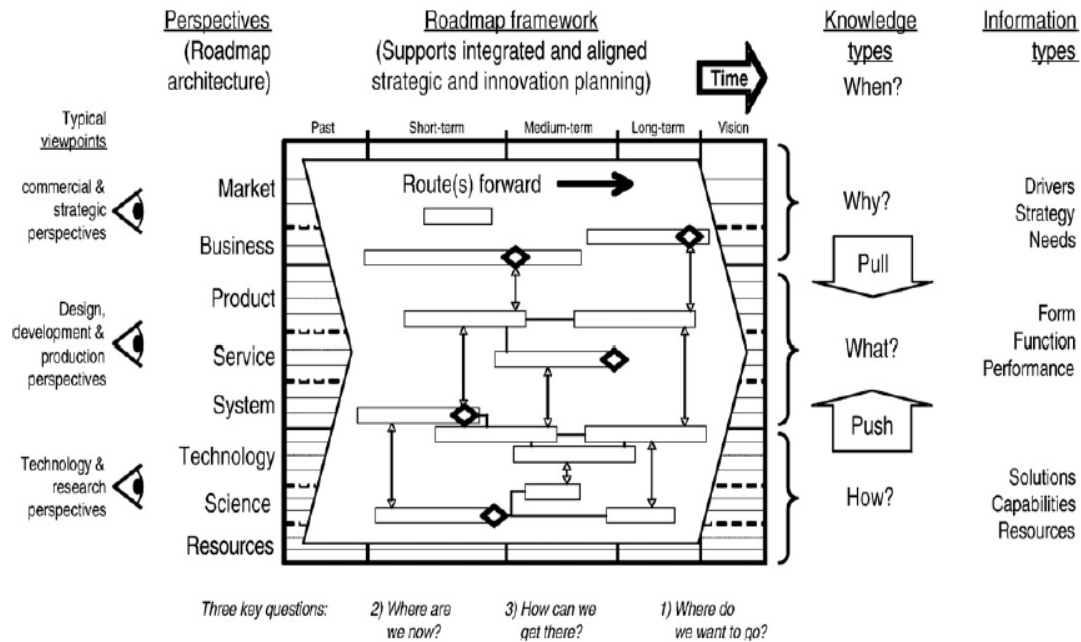 Perspectives
(Roadmap
architecture)
Roadmap framework
(Supports integrated and aligned
strategic and innovation planning)
Time
Knowledge
types
When?
Information
types
Typical
viewpoints
Past
Short-term
Medium-term
Long-term
Vision
commercial &
strategic
perspectives
Market
Business
Route(s) forward
Why?
Drivers
Strategy
Needs
Pull
Design,
development &
production
perspectives
Product
Service
System
What?
Form
Function
Performance
Push
Technology &
research
perspectives
Technology
Science
Resources
How?
Solutions
Capabilities
Resources
Three key questions:
2) Where are
we now?
3) How can we
get there?
1) Where do
we want to go?